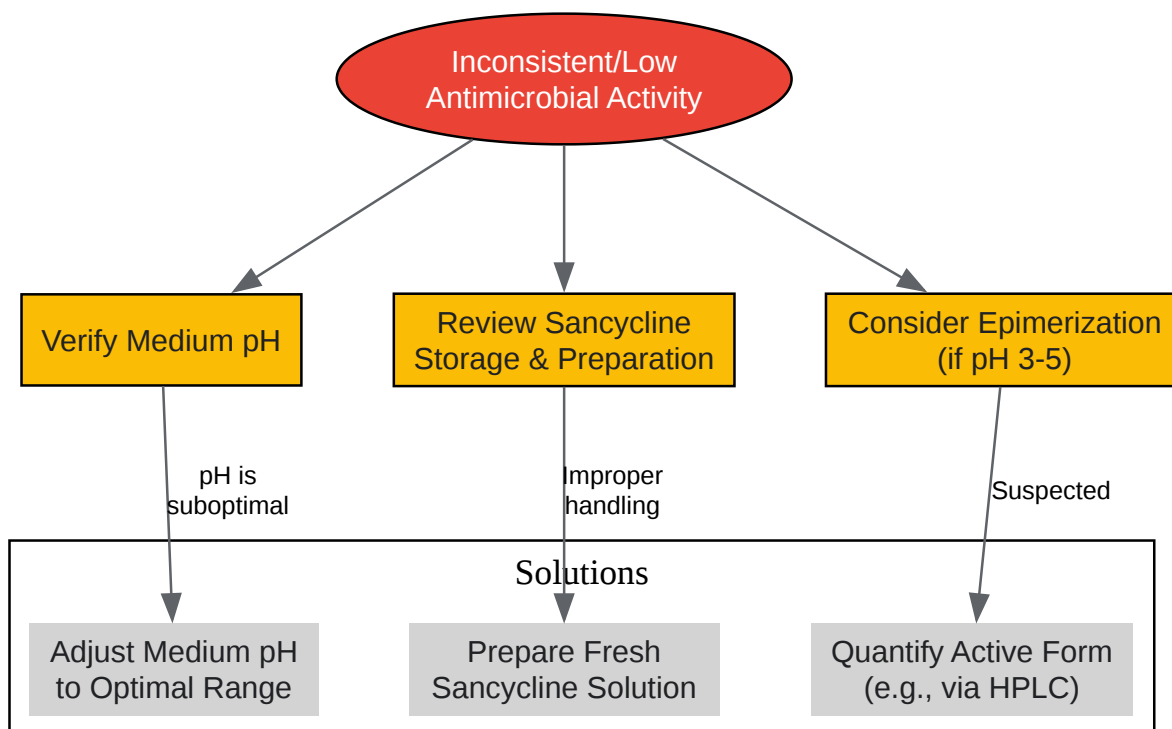 Inconsistent/Low
Antimicrobial Activity
Verify Medium pH
Review Sancycline
Storage & Preparation
Consider Epimerization
(if pH 3-5)
pH is
suboptimal
Improper
handling
Suspected
Solutions
Adjust Medium pH
to Optimal Range
Prepare Fresh
Sancycline Solution
Quantify Active Form
(e.g., via HPLC)